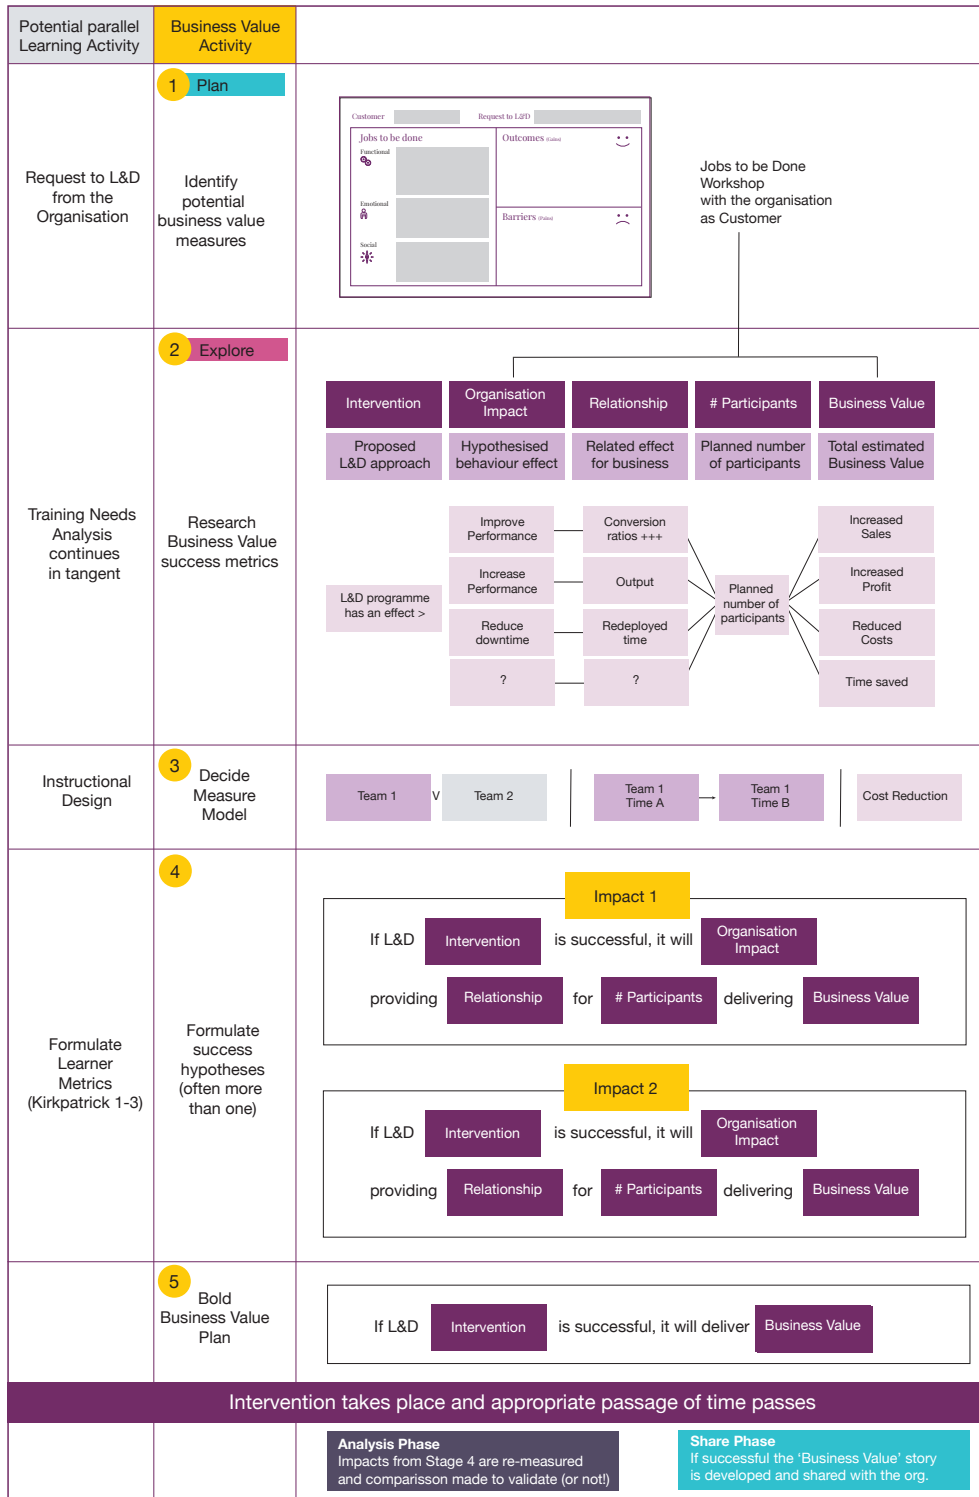 Potential parallel
Learning Activity
Business Value
Activity
1
Plan
Request to L&D
from the
Organisation
Identify
potential
business value
measures
Customer
Request to L&D
Jobs to be done
Functional
Emotional
Social
Outcomes (Gains)
Barriers (Pains)
Jobs to be Done
Workshop
with the organisation
as Customer
2
Explore
Training Needs
Analysis
continues
in tangent
Research
Business Value
success metrics
Intervention
Organisation
Impact
Relationship
# Participants
Business Value
Proposed
L&D approach
Hypothesised
behaviour effect
Related effect
for business
Planned number
of participants
Total estimated
Business Value
L&D programme
has an effect >
Improve
Performance
Increase
Performance
Reduce
downtime
?
Conversion
ratios +++
Output
Redeployed
time
?
Planned
number of
participants
Increased
Sales
Increased
Profit
Reduced
Costs
Time saved
Instructional
Design
3
Decide
Measure
Model
Team 1
V
Team 2
Team 1
Time A
Team 1
Time B
Cost Reduction
4
Formulate
Learner
Metrics
(Kirkpatrick 1-3)
Formulate
success
hypotheses
(often more
than one)
Impact 1
If L&D Intervention is successful, it will Organisation
Impact
providing Relationship for # Participants delivering Business Value
Impact 2
If L&D Intervention is successful, it will Organisation
Impact
providing Relationship for # Participants delivering Business Value
5
Bold
Business Value
Plan
If L&D Intervention is successful, it will deliver Business Value
Intervention takes place and appropriate passage of time passes
Analysis Phase
Impacts from Stage 4 are re-measured
and comparisson made to validate (or not!)
Share Phase
If successful the ‘Business Value’ story
is developed and shared with the org.